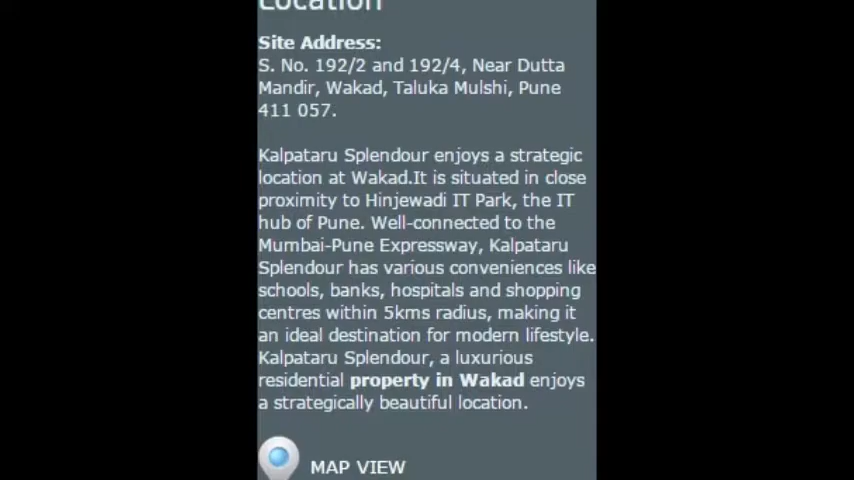 Location
Site Address:
S. No. 192/2 and 192/4, Near Dutta
Mandir, Wakad, Taluka Mulshi, Pune
411 057.
Kalpataru Splendour enjoys a strategic
location at Wakad.It is situated in close
proximity to Hinjewadi IT Park, the IT
hub of Pune. Well-connected to the
Mumbai-Pune Expressway, Kalpataru
Splendour has various conveniences like
schools, banks, hospitals and shopping
centres within 5kms radius, making it
an ideal destination for modern lifestyle.
Kalpataru Splendour, a luxurious
residential property in Wakad enjoys
a strategically beautiful location.
MAP VIEW